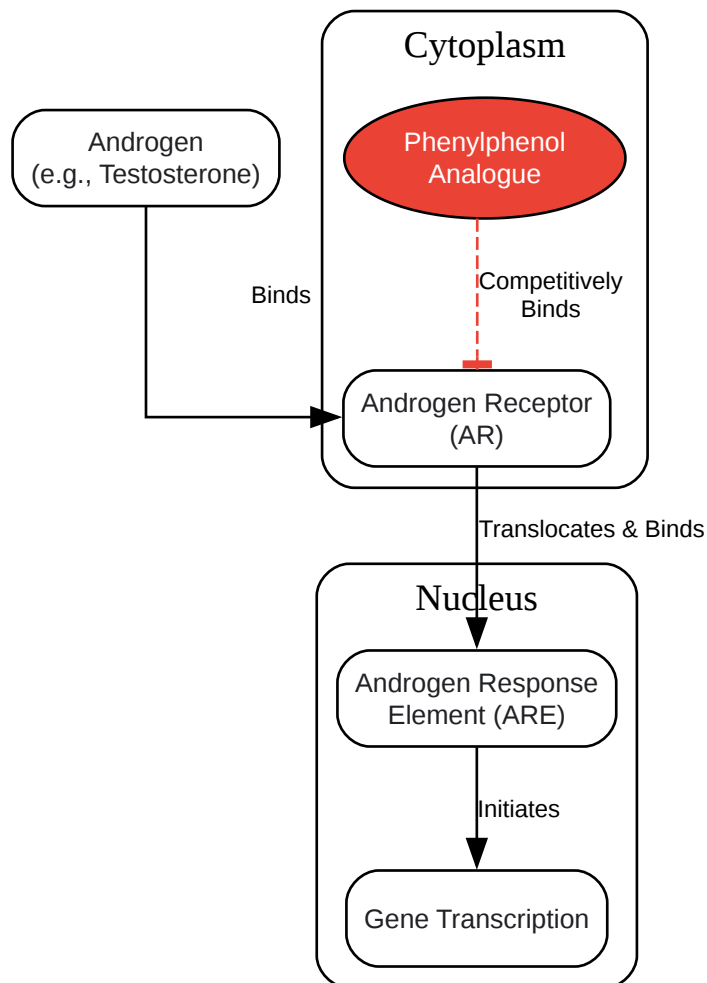 Cytoplasm
Androgen
(e.g., Testosterone)
Phenylphenol
Analogue
Binds
Competitively
Binds
Androgen Receptor
(AR)
Translocates & Binds
Nucleus
Androgen Response
Element (ARE)
Initiates
Gene Transcription